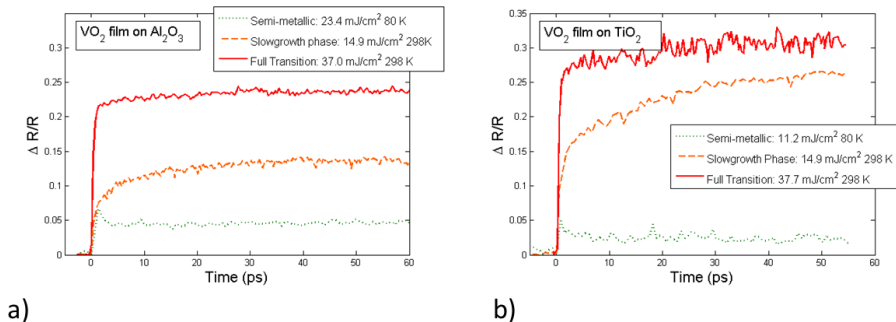 VO2 film on Al2O3
Semi-metallic: 23.4 mJ/cm2 80 K
Slowgrowth phase: 14.9 mJ/cm2 298K
Full Transition: 37.0 mJ/cm2 298 K
0.3
0.25
0.2
0.15
0.1
0.05
0
Δ R/R
0 10 20 30 40 50 60
Time (ps)
a)
0.35
VO2 film on TiO2
0.3
0.25
0.2
0.15
0.1
0.05
0
Δ R/R
Semi-metallic: 11.2 mJ/cm2 80 K
Slowgrowth Phase: 14.9 mJ/cm2 298 K
Full Transition: 37.7 mJ/cm2 298 K
0 10 20 30 40 50 60
Time (ps)
b)